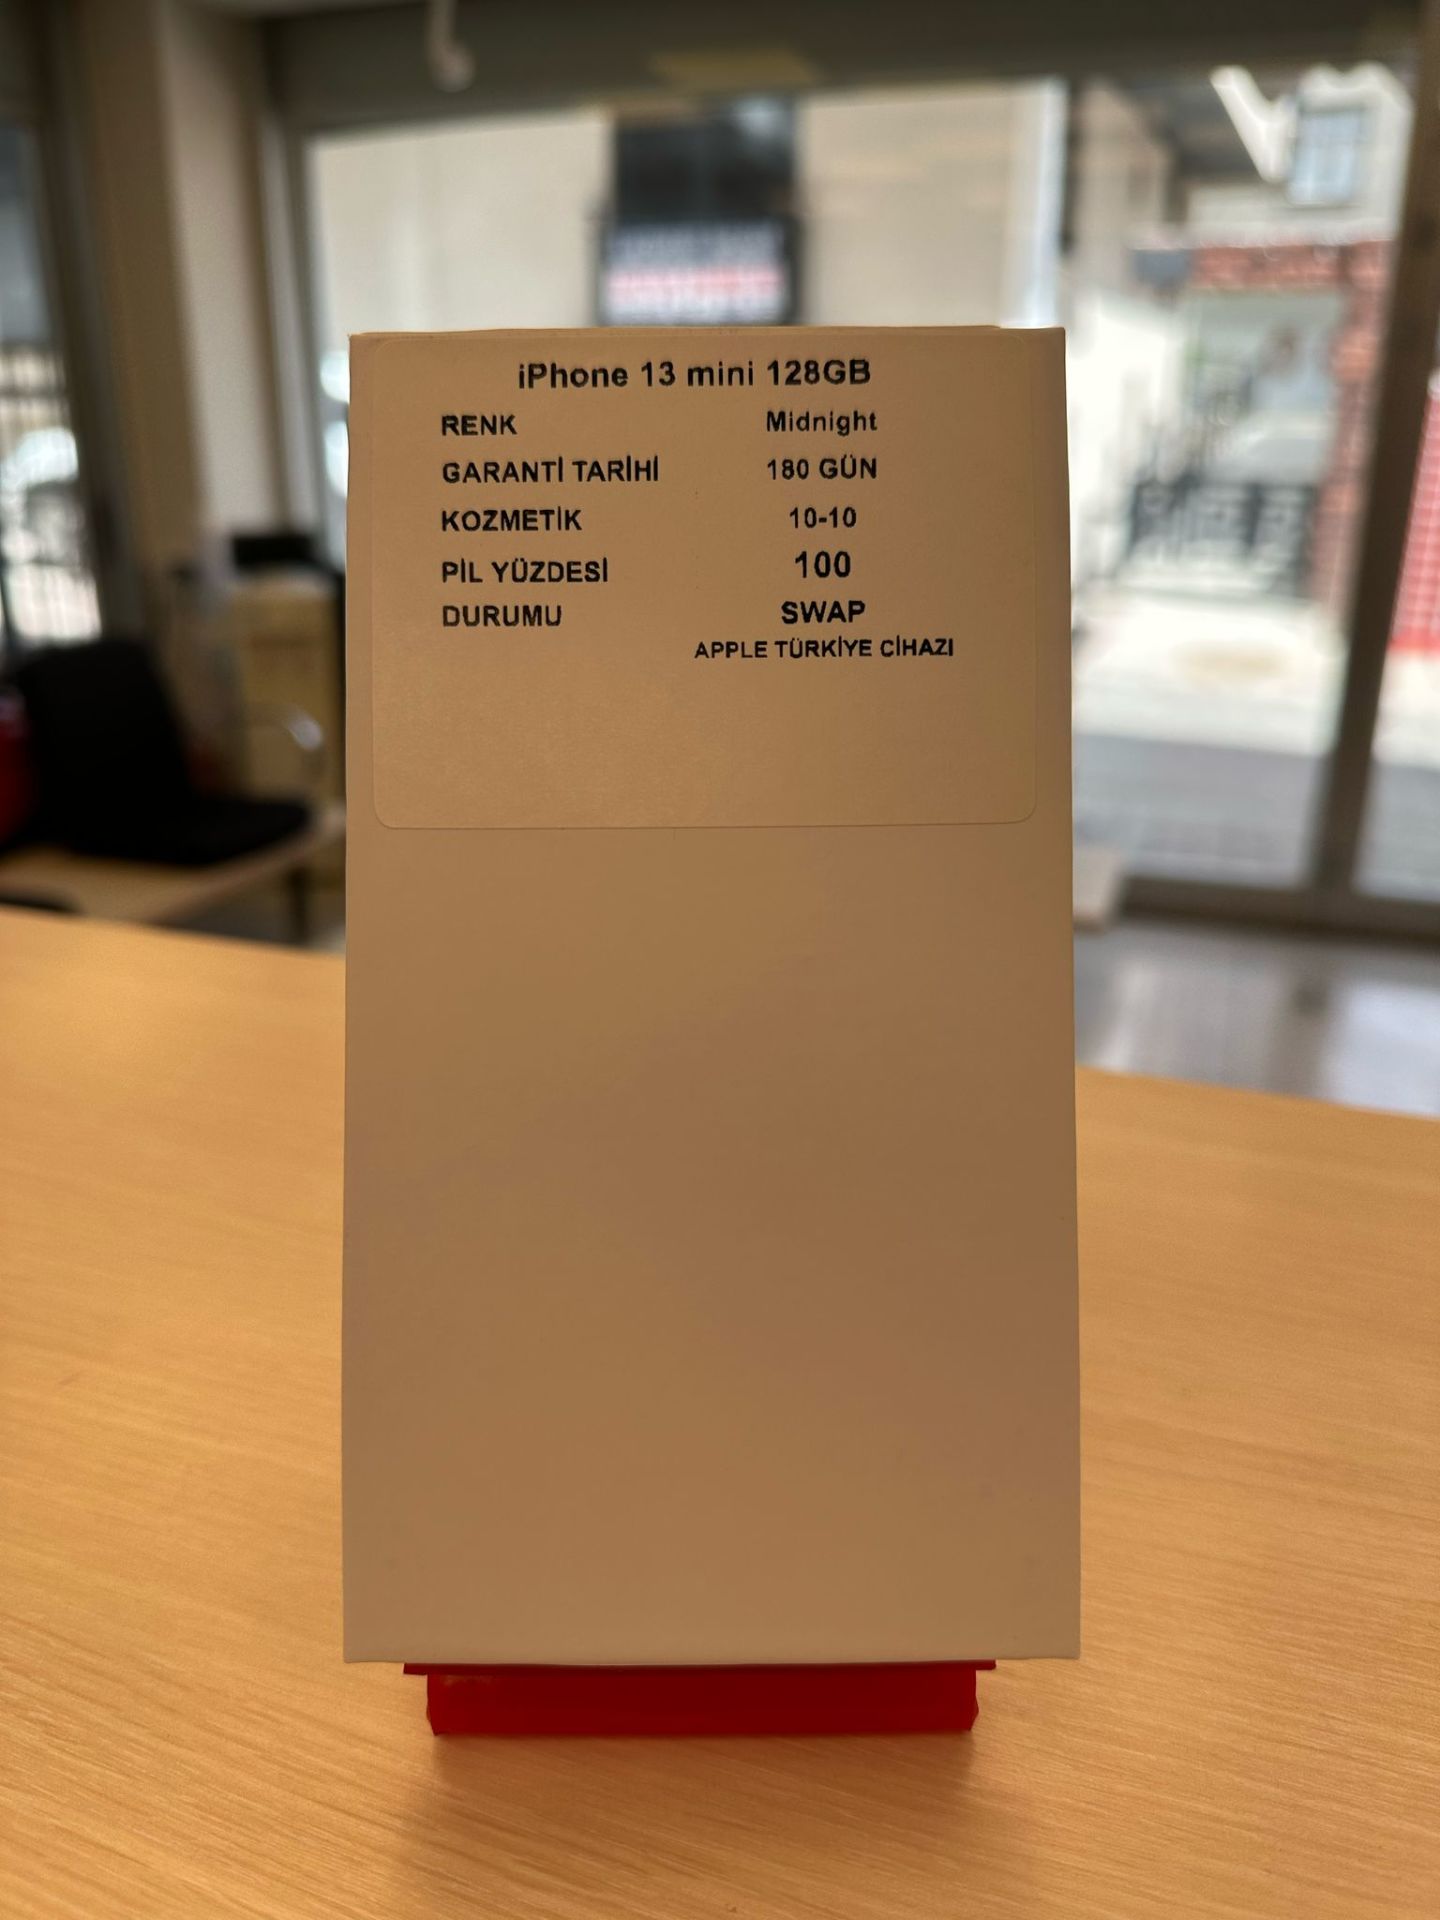 iPhone 13 mini 128GB
RENK Midnight
GARANTİ TARİHİ 180 GÜN
KOZMETİK 10-10
PİL YÜZDESİ 100
DURUMU SWAP
APPLE TÜRKİYE CİHAZI